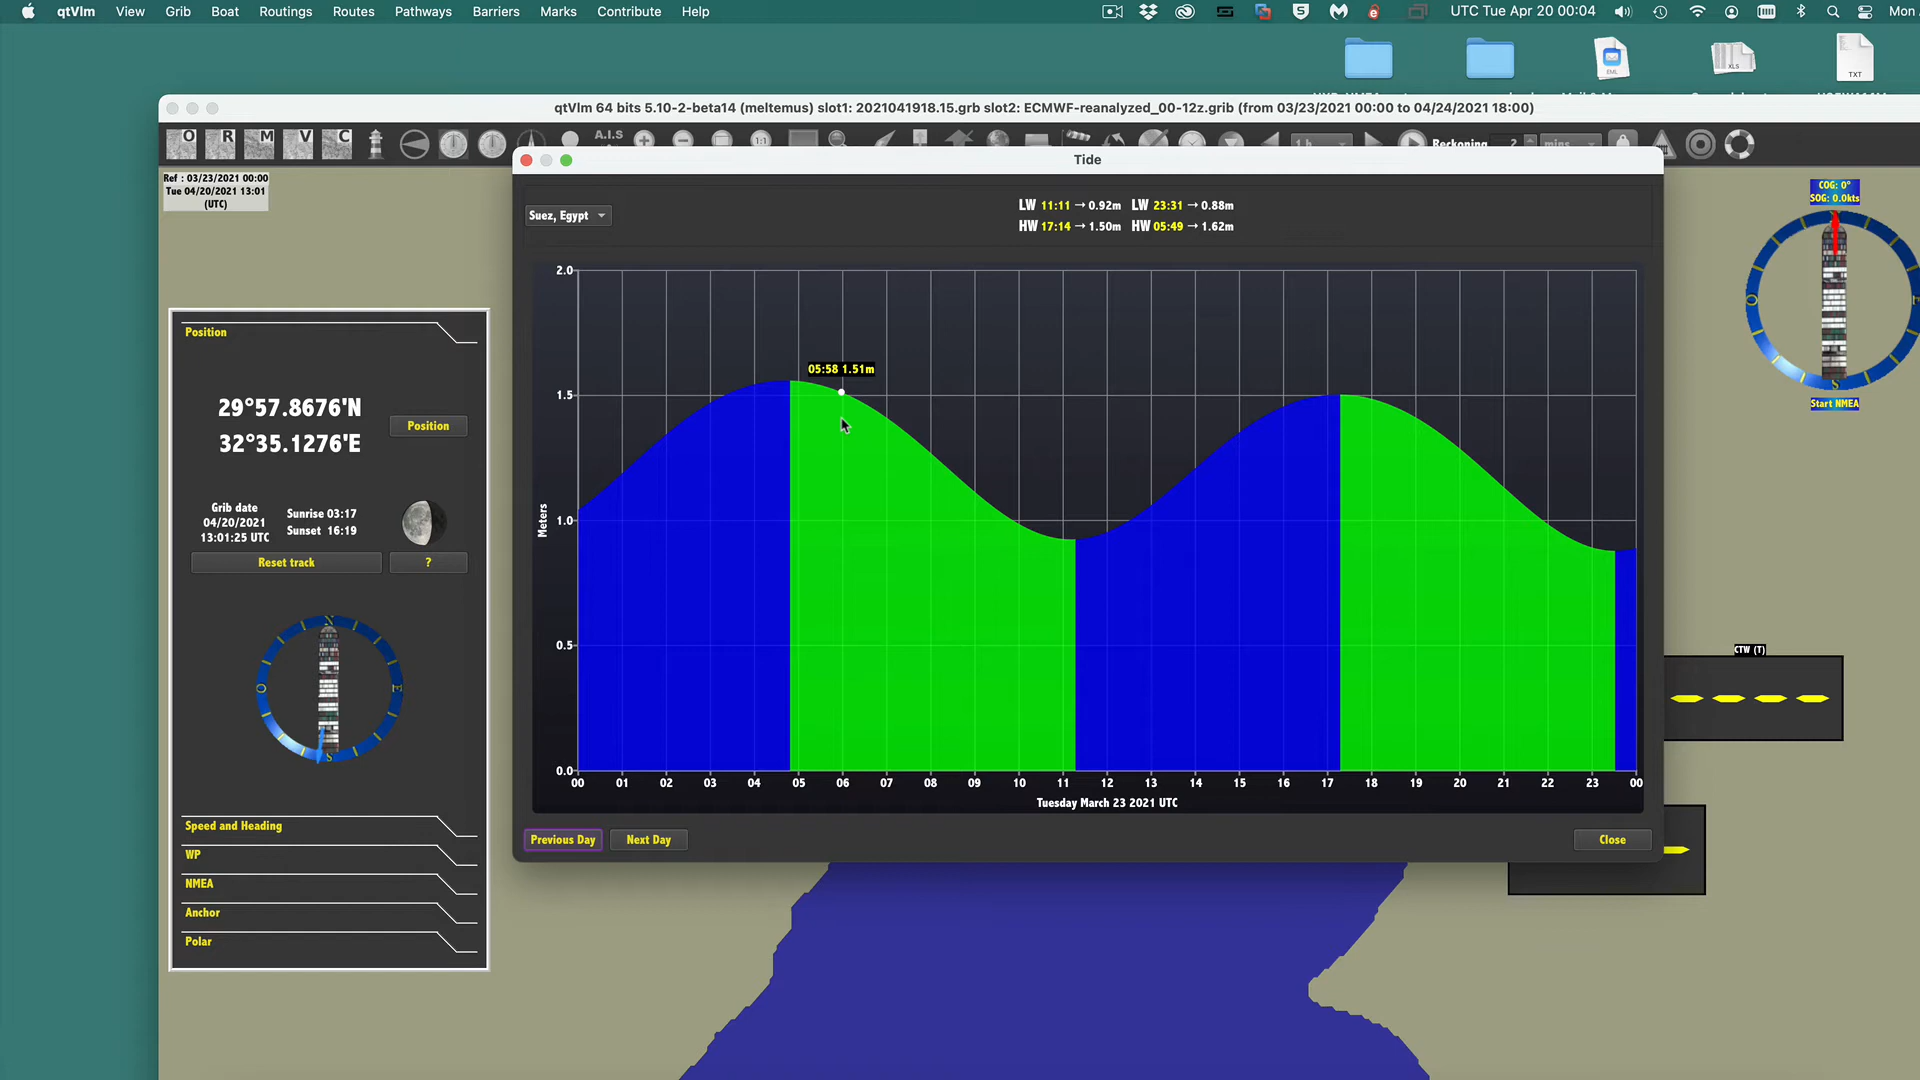 qtVlm View Grib Boat Routings Routes Pathways Barriers Marks Contribute Help
UTC Tue Apr 20 00:04
Mon
EML
XLS
TXT
qtVlm 64 bits 5.10-2-beta14 (meltemus) slot1: 2021041918.15.grb slot2: ECMWF-reanalyzed_00-12z.grib (from 03/23/2021 00:00 to 04/24/2021 18:00)
O R M V C
A.I.S
1:1
1 h
Reckoning 2 mins
Ref : 03/23/2021 00:00
Tue 04/20/2021 13:01
(UTC)
Tide
Suez, Egypt
LW 11:11 → 0.92m LW 23:31 → 0.88m
HW 17:14 → 1.50m HW 05:49 → 1.62m
COG: 0°
SOG: 0.0kts
O E
S
Start NMEA
Position
29°57.8676'N
32°35.1276'E
Position
Grib date
04/20/2021
13:01:25 UTC
Sunrise 03:17
Sunset 16:19
Reset track
?
N
O E
S
Speed and Heading
WP
NMEA
Anchor
Polar
2.0
1.5
1.0
0.5
0.0
Meters
05:58 1.51m
00 01 02 03 04 05 06 07 08 09 10 11 12 13 14 15 16 17 18 19 20 21 22 23 00
Tuesday March 23 2021 UTC
Previous Day
Next Day
Close
CTW (T)